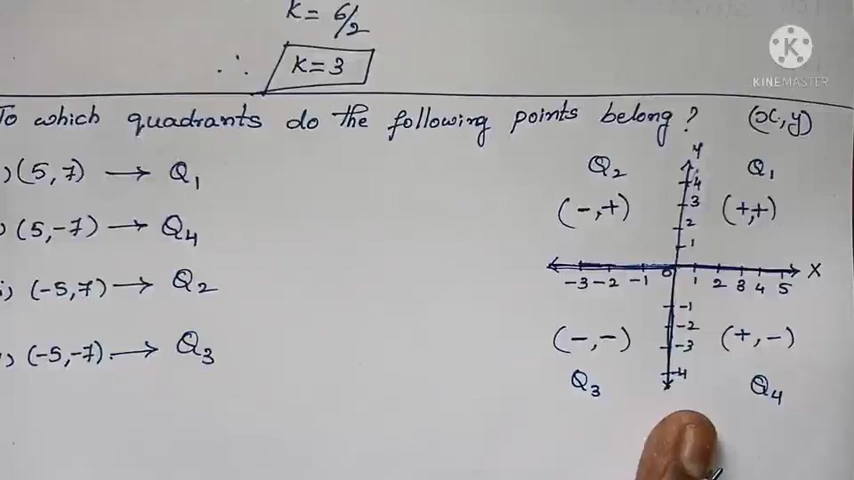 K = 6/2
∴ K = 3
KINEMASTER
To which quadrants do the following points belong? (x, y)
) (5, 7) → Q1
) (5, -7) → Q4
) (-5, 7) → Q2
) (-5, -7) → Q3
Y
Q2 Q1
4
(-, +) 3 (+, +)
2
1
-3 -2 -1 0 1 2 3 4 5 X
-1
-2
(-, -) -3 (+, -)
-4
Q3 Q4